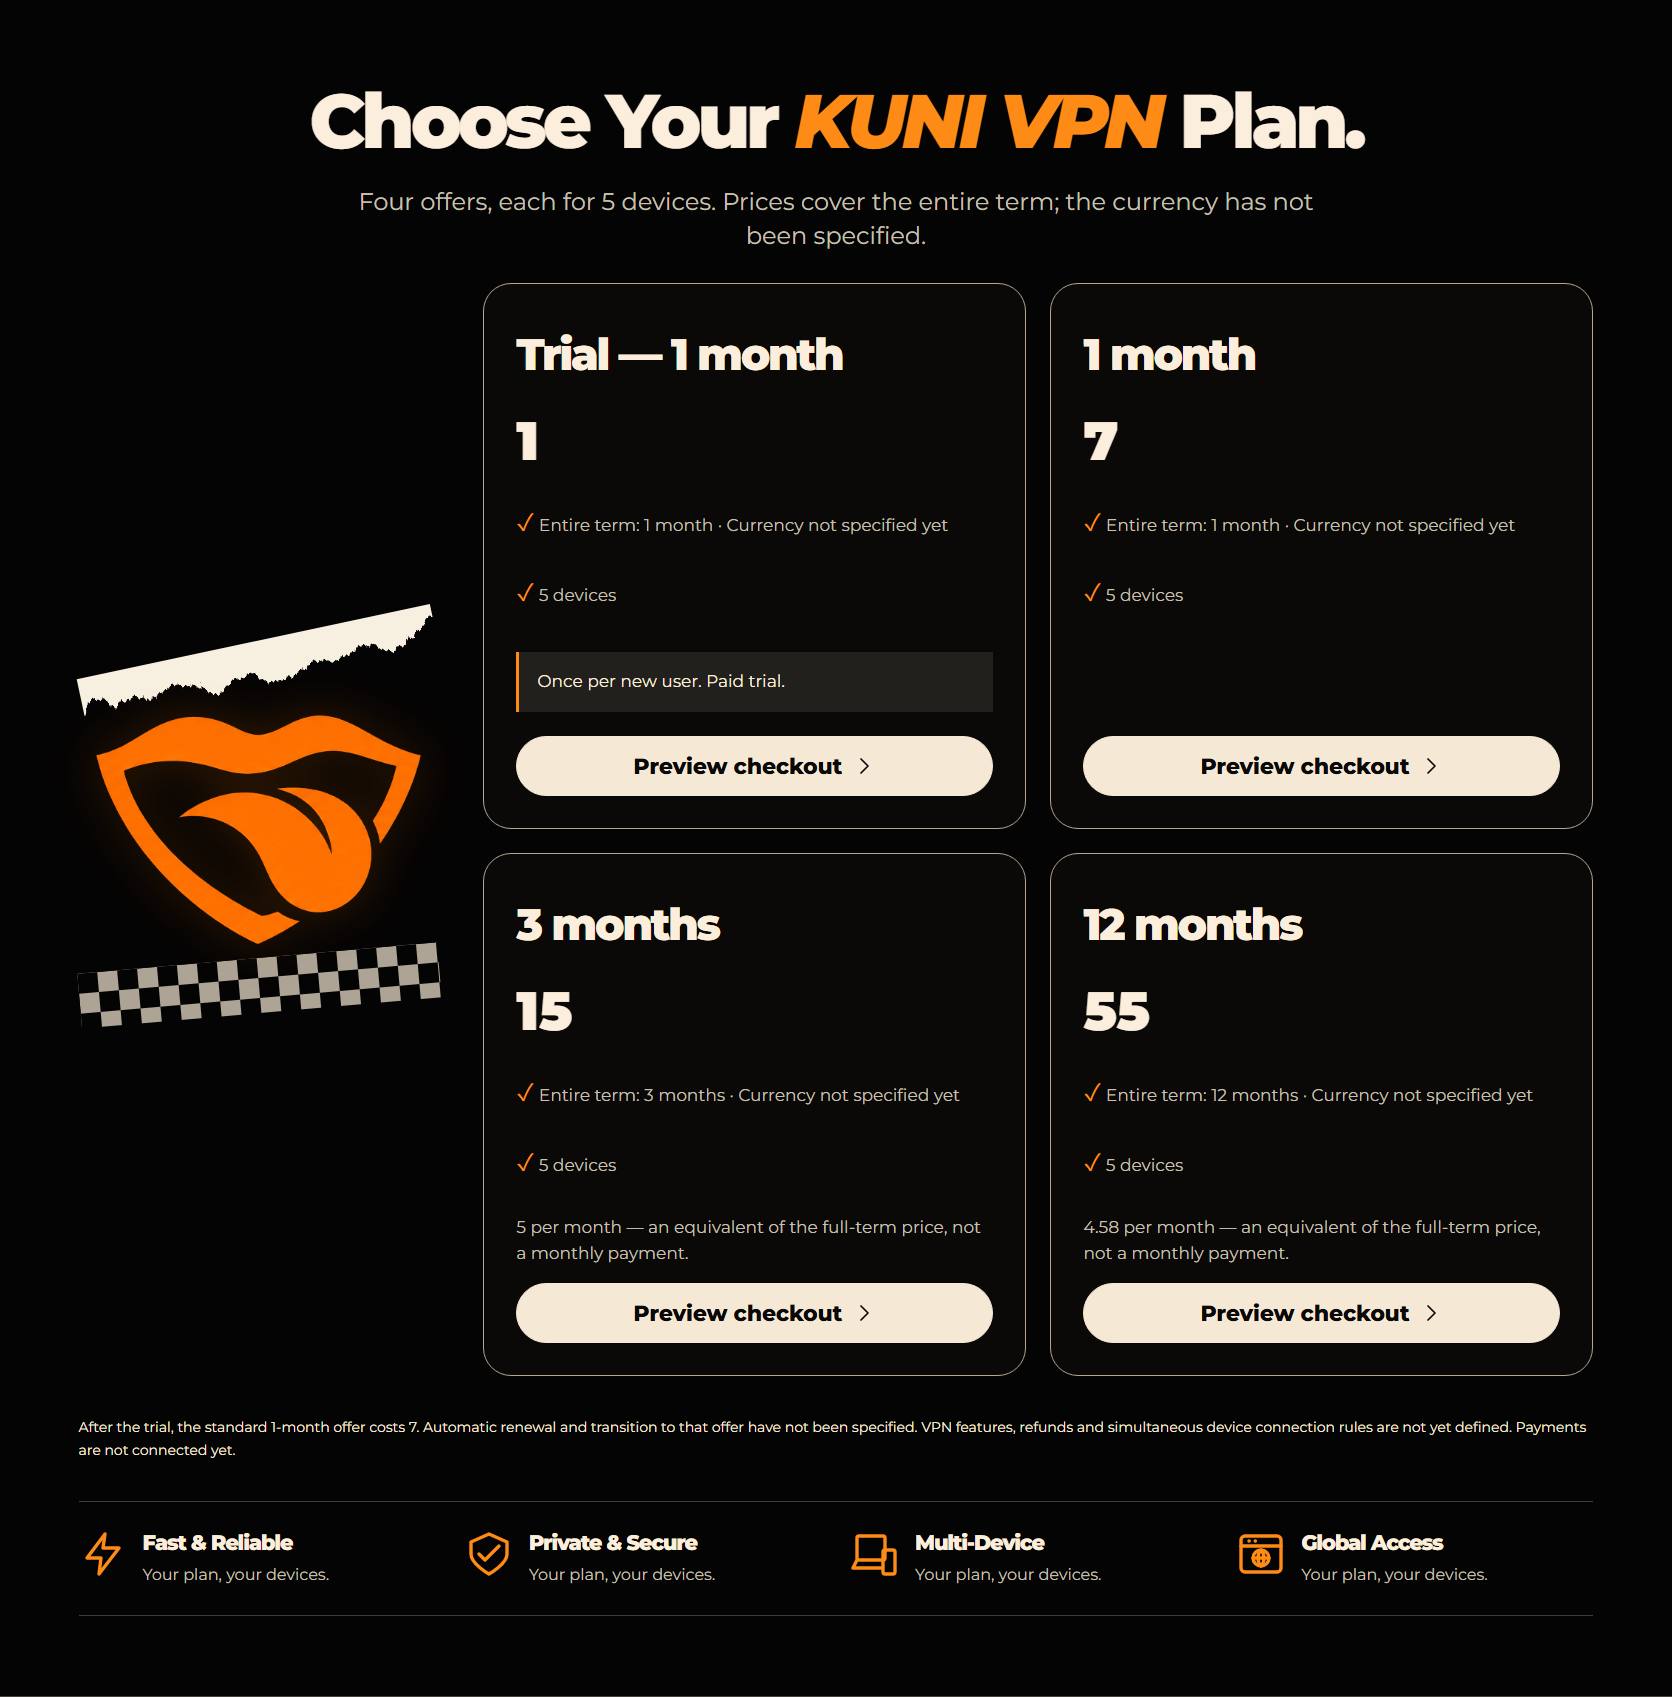 Choose Your KUNI VPN Plan.
Four offers, each for 5 devices. Prices cover the entire term; the currency has not
been specified.
Trial — 1 month
1
✓ Entire term: 1 month · Currency not specified yet
✓ 5 devices
Once per new user. Paid trial.
Preview checkout
1 month
7
✓ Entire term: 1 month · Currency not specified yet
✓ 5 devices
Preview checkout
3 months
15
✓ Entire term: 3 months · Currency not specified yet
✓ 5 devices
5 per month — an equivalent of the full-term price, not
a monthly payment.
Preview checkout
12 months
55
✓ Entire term: 12 months · Currency not specified yet
✓ 5 devices
4.58 per month — an equivalent of the full-term price,
not a monthly payment.
Preview checkout
After the trial, the standard 1-month offer costs 7. Automatic renewal and transition to that offer have not been specified. VPN features, refunds and simultaneous device connection rules are not yet defined. Payments
are not connected yet.
Fast & Reliable
Your plan, your devices.
Private & Secure
Your plan, your devices.
Multi-Device
Your plan, your devices.
Global Access
Your plan, your devices.